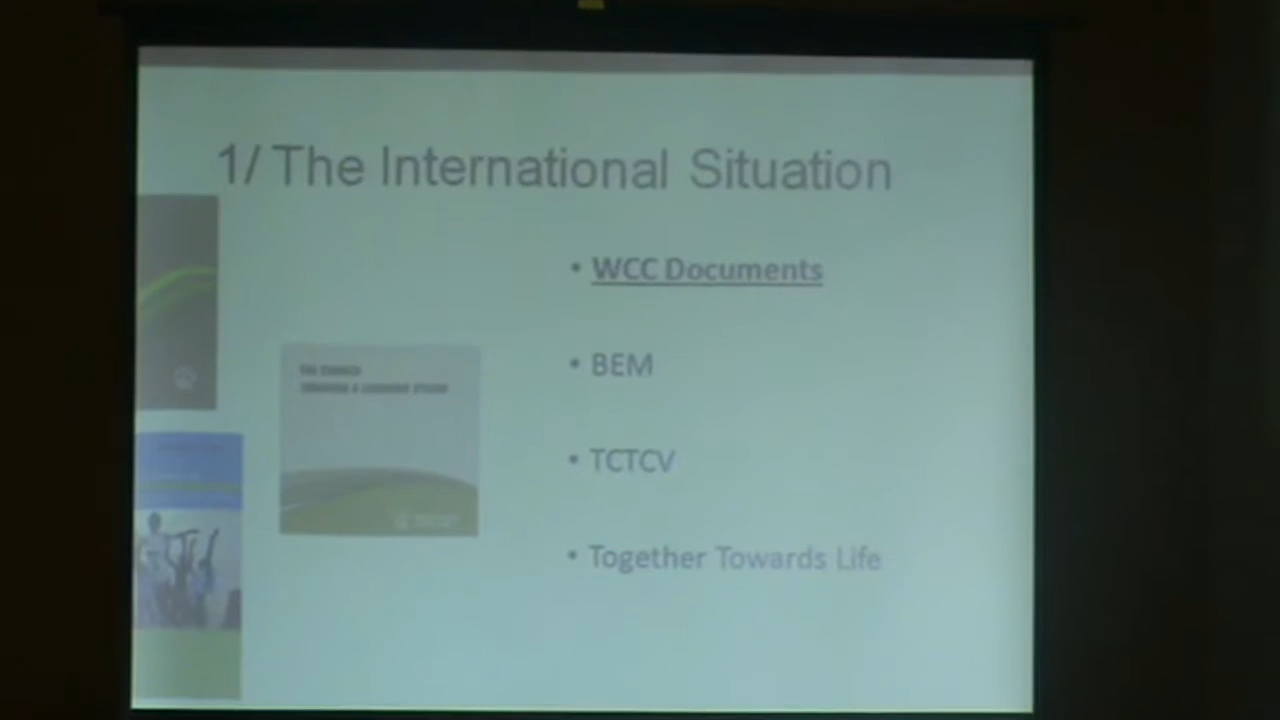 1/ The International Situation
• WCC Documents
• BEM
• TCTCV
• Together Towards Life